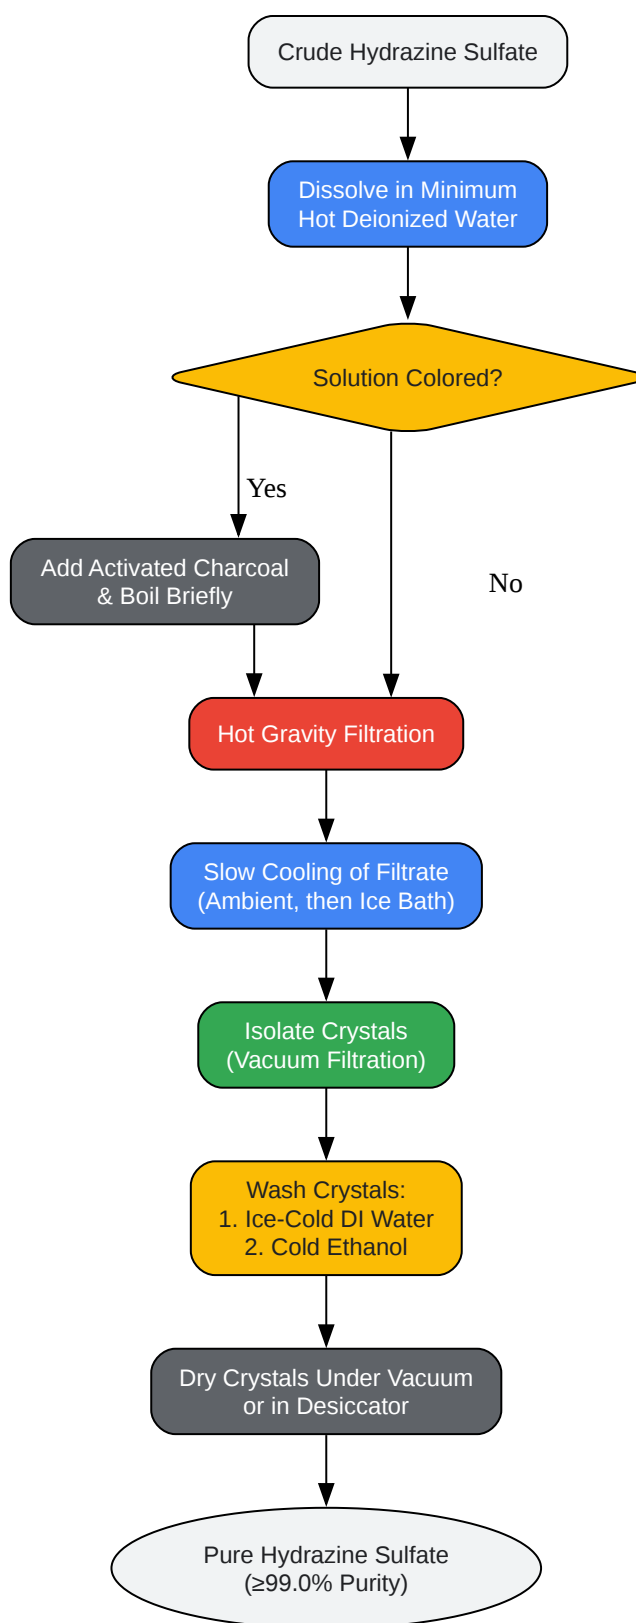 Crude Hydrazine Sulfate
Dissolve in Minimum
Hot Deionized Water
Solution Colored?
Yes
Add Activated Charcoal
& Boil Briefly
No
Hot Gravity Filtration
Slow Cooling of Filtrate
(Ambient, then Ice Bath)
Isolate Crystals
(Vacuum Filtration)
Wash Crystals:
1. Ice-Cold DI Water
2. Cold Ethanol
Dry Crystals Under Vacuum
or in Desiccator
Pure Hydrazine Sulfate
(≥99.0% Purity)